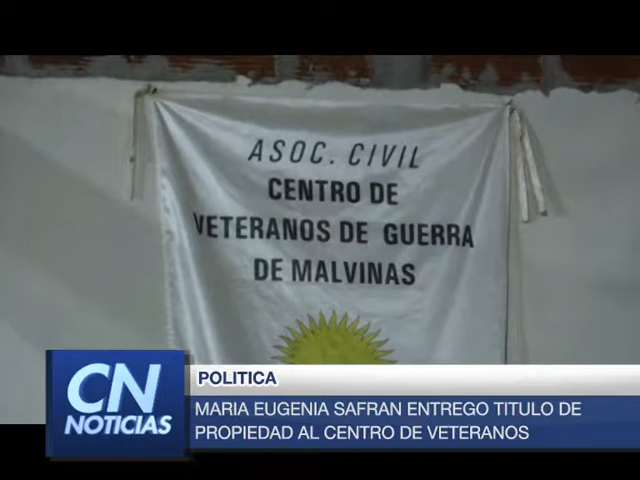 ASOC. CIVIL
CENTRO DE
VETERANOS DE GUERRA
DE MALVINAS
CN
NOTICIAS
POLITICA
MARIA EUGENIA SAFRAN ENTREGO TITULO DE
PROPIEDAD AL CENTRO DE VETERANOS